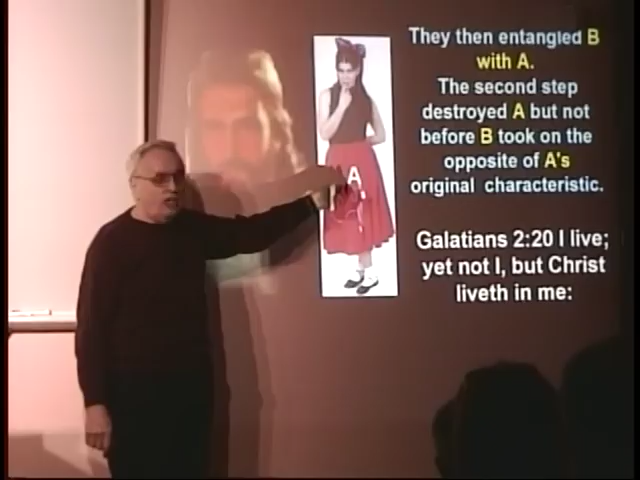 They then entangled B
with A.
The second step
destroyed A but not
before B took on the
opposite of A's
original characteristic.
Galatians 2:20 I live;
yet not I, but Christ
liveth in me:
A